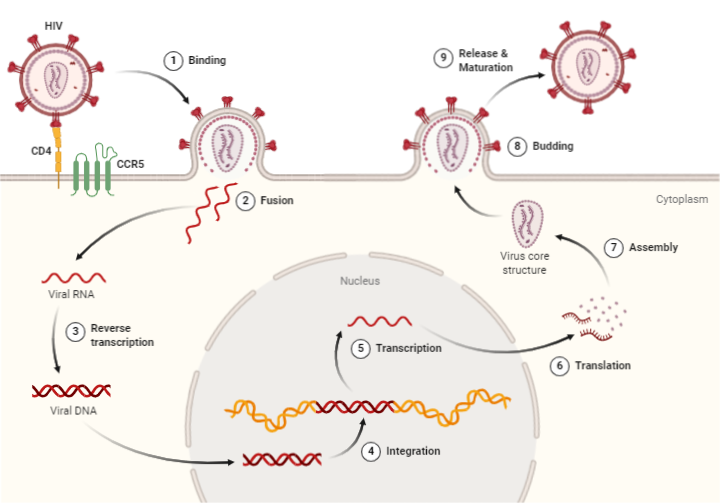 HIV
1 Binding
CD4
CCR5
2 Fusion
Viral RNA
3 Reverse
transcription
Viral DNA
4 Integration
Nucleus
5 Transcription
6 Translation
7 Assembly
Virus core
structure
8 Budding
9 Release &
Maturation
Cytoplasm